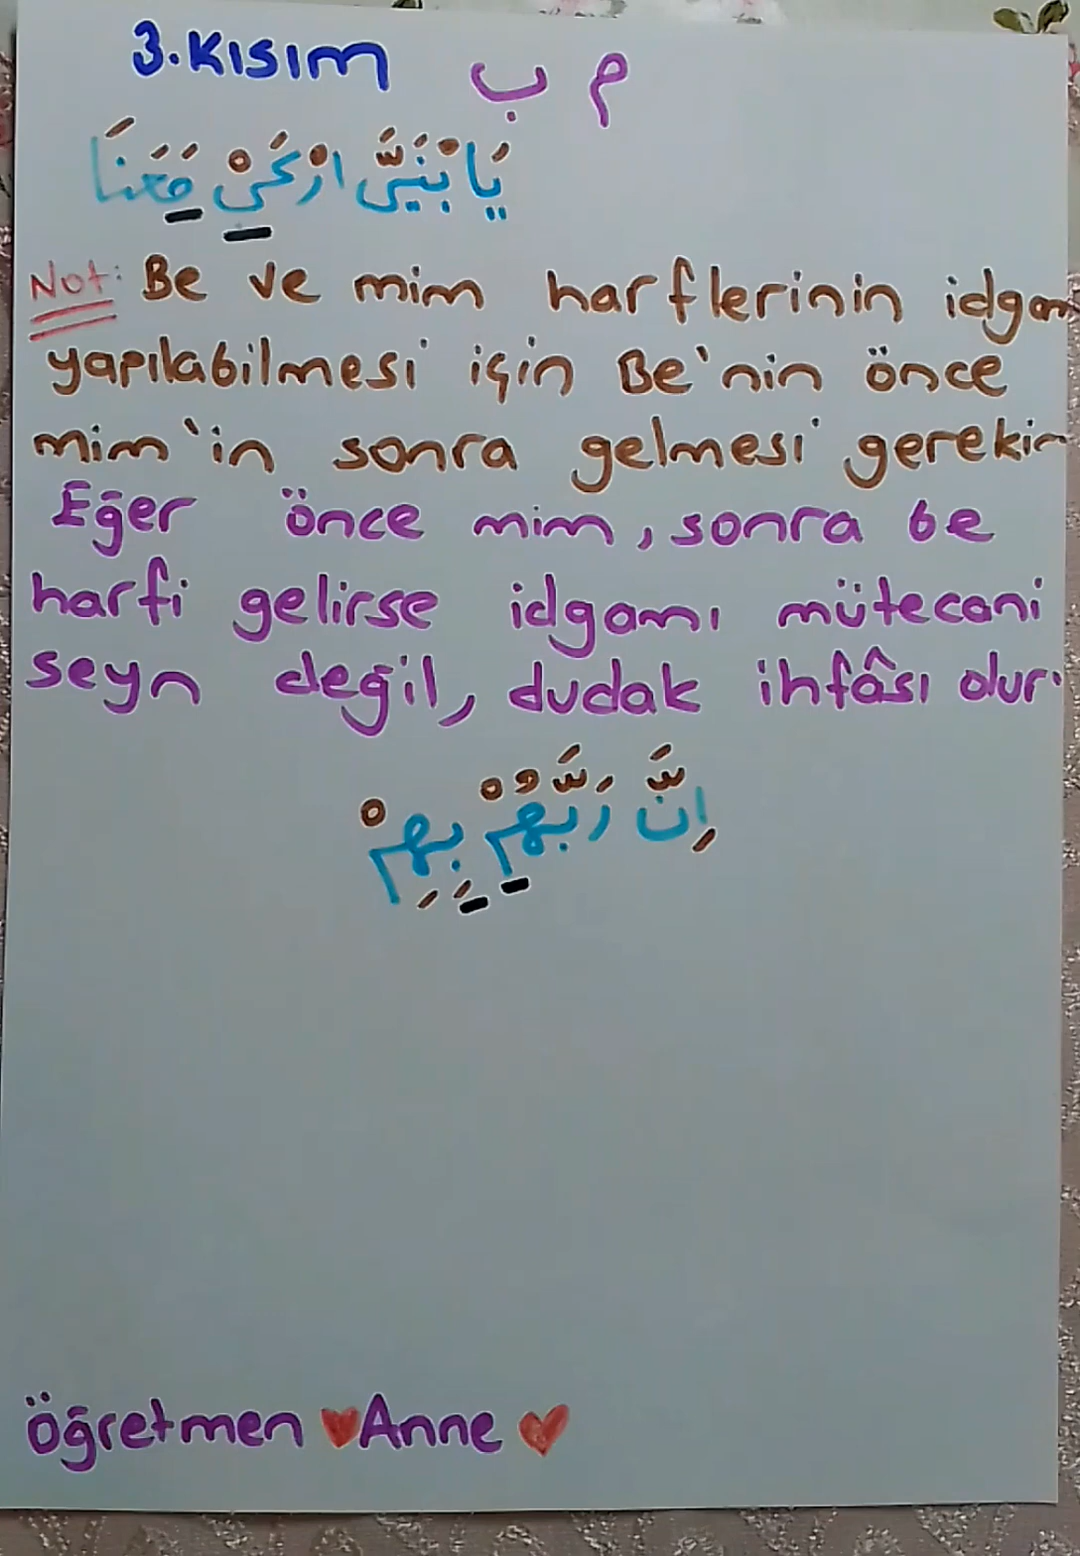 3.KISIM م ب
يَا بُنَيَّ ارْكَبْ مَعَنَا
Not: Be ve mim harflerinin idgam
yapılabilmesi için Be'nin önce
mim'in sonra gelmesi gerekir
Eğer önce mim, sonra be
harfi gelirse idgamı mütecani
seyn değil, dudak ihfâsı olur.
اِنَّ رَبَّهُمْ بِهِمْ
Öğretmen ♥ Anne ♥